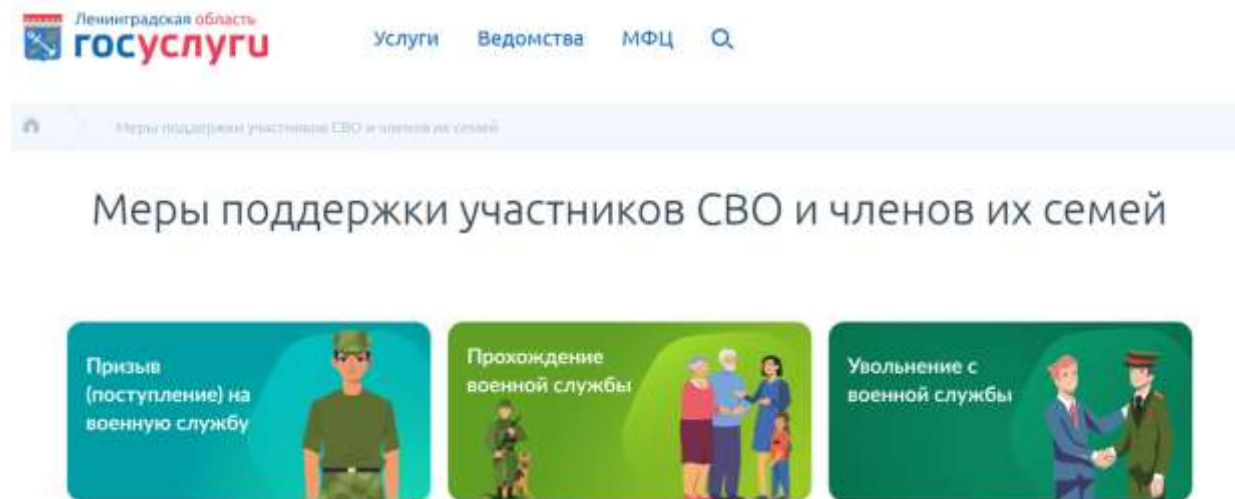 Ленинградская область
госуслуги
Услуги Ведомства МФЦ
Меры поддержки участников СВО и членов их семей
Меры поддержки участников СВО и членов их семей
Призыв
(поступление) на
военную службу
Прохождение
военной службы
Увольнение с
военной службы